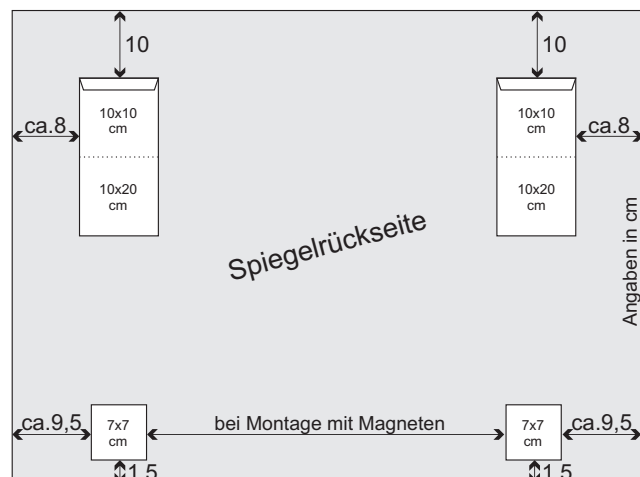 10
10
ca.8
10x10
cm
10x20
cm
10x10
cm
10x20
cm
ca.8
Spiegelrückseite
Angaben in cm
ca.9,5
7x7
cm
bei Montage mit Magneten
7x7
cm
ca.9,5
1,5
1,5